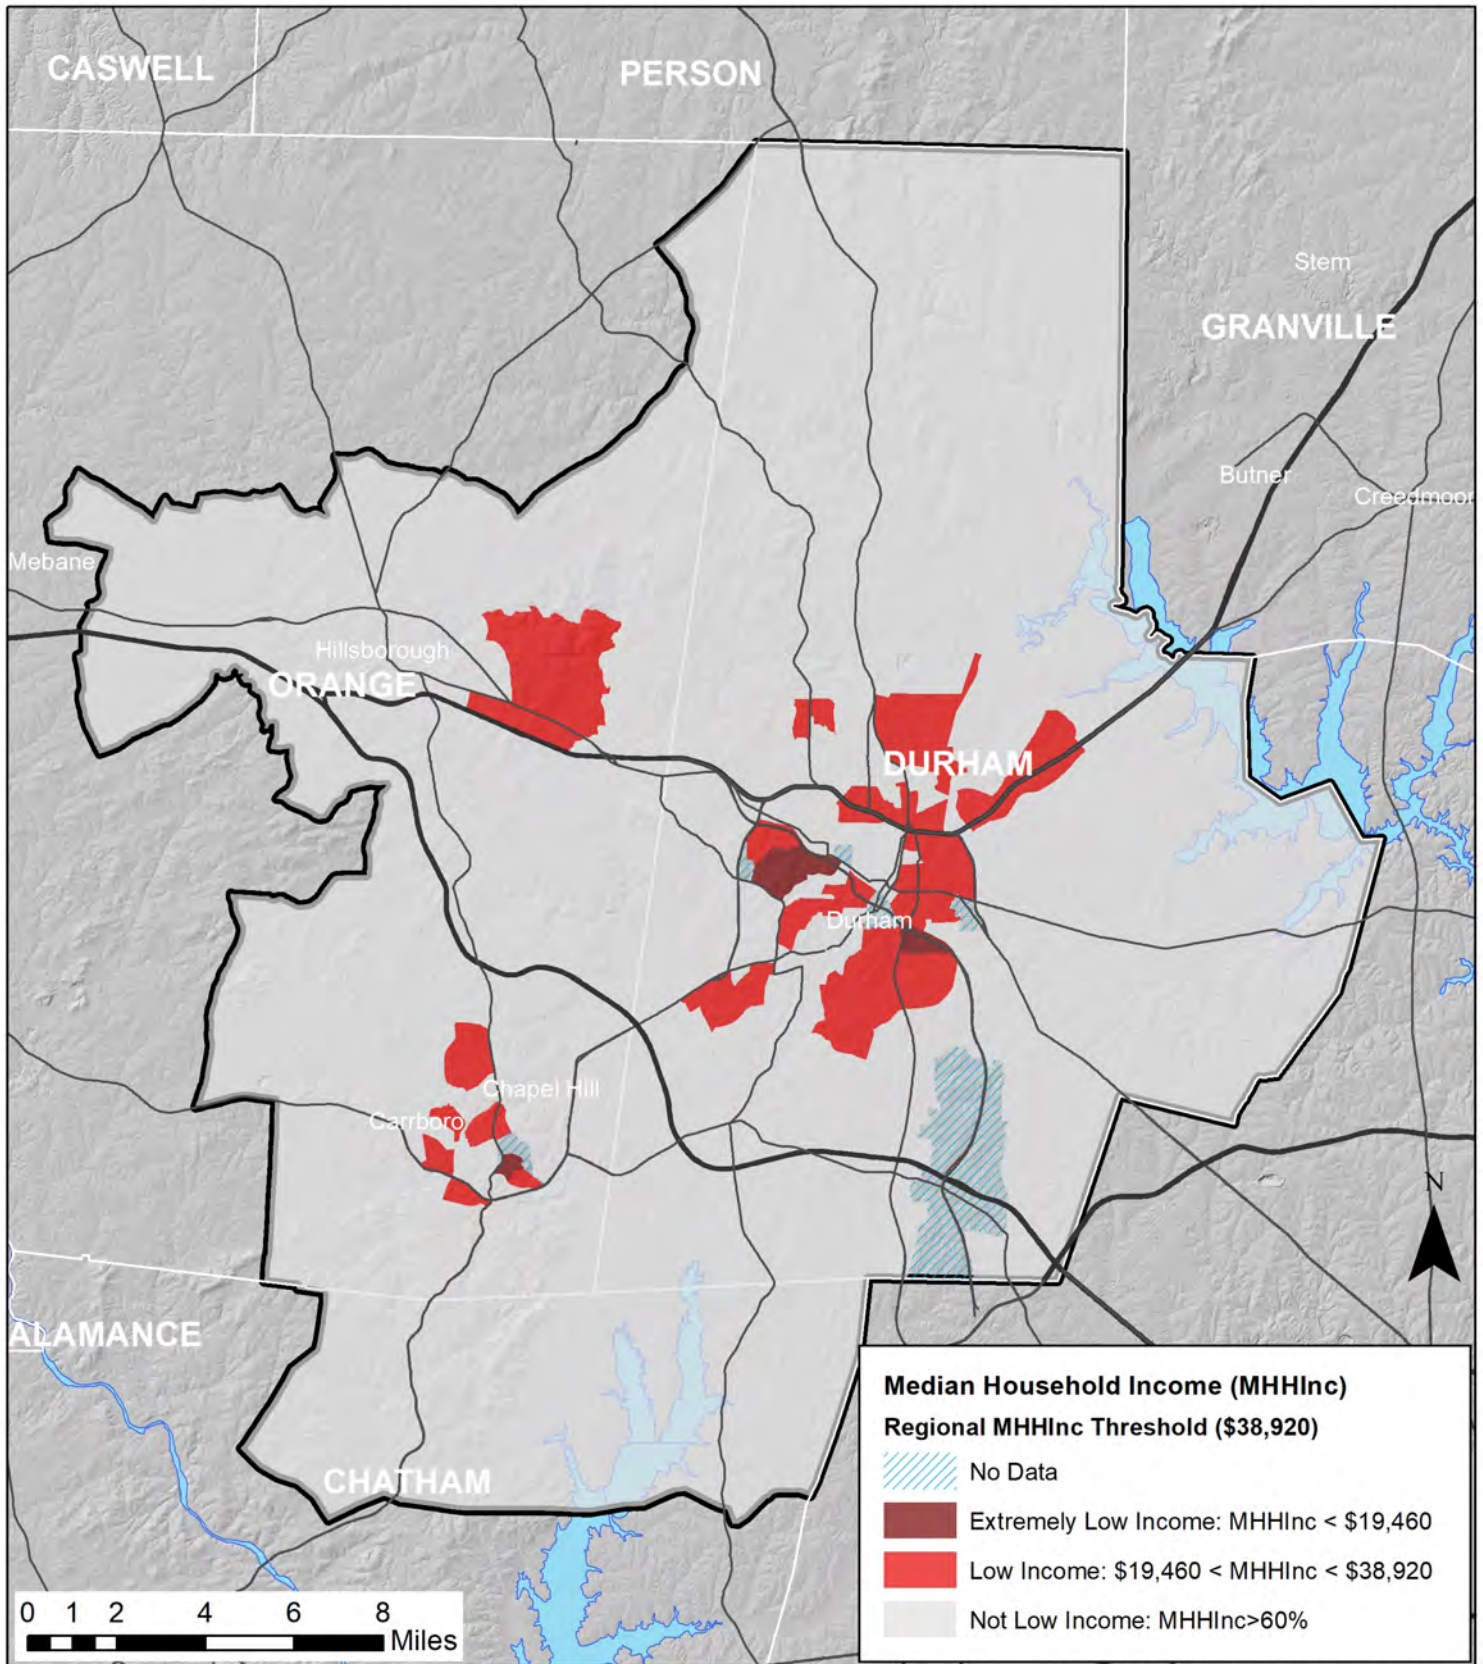 CASWELL
PERSON
Stem
GRANVILLE
Butner
Creedmoor
Mebane
Hillsborough
ORANGE
DURHAM
Durham
Chapel Hill
Carrboro
N
ALAMANCE
CHATHAM
Median Household Income (MHHInc)
Regional MHHInc Threshold ($38,920)
No Data
Extremely Low Income: MHHInc < $19,460
Low Income: $19,460 < MHHInc < $38,920
Not Low Income: MHHInc>60%
0 1 2 4 6 8
Miles